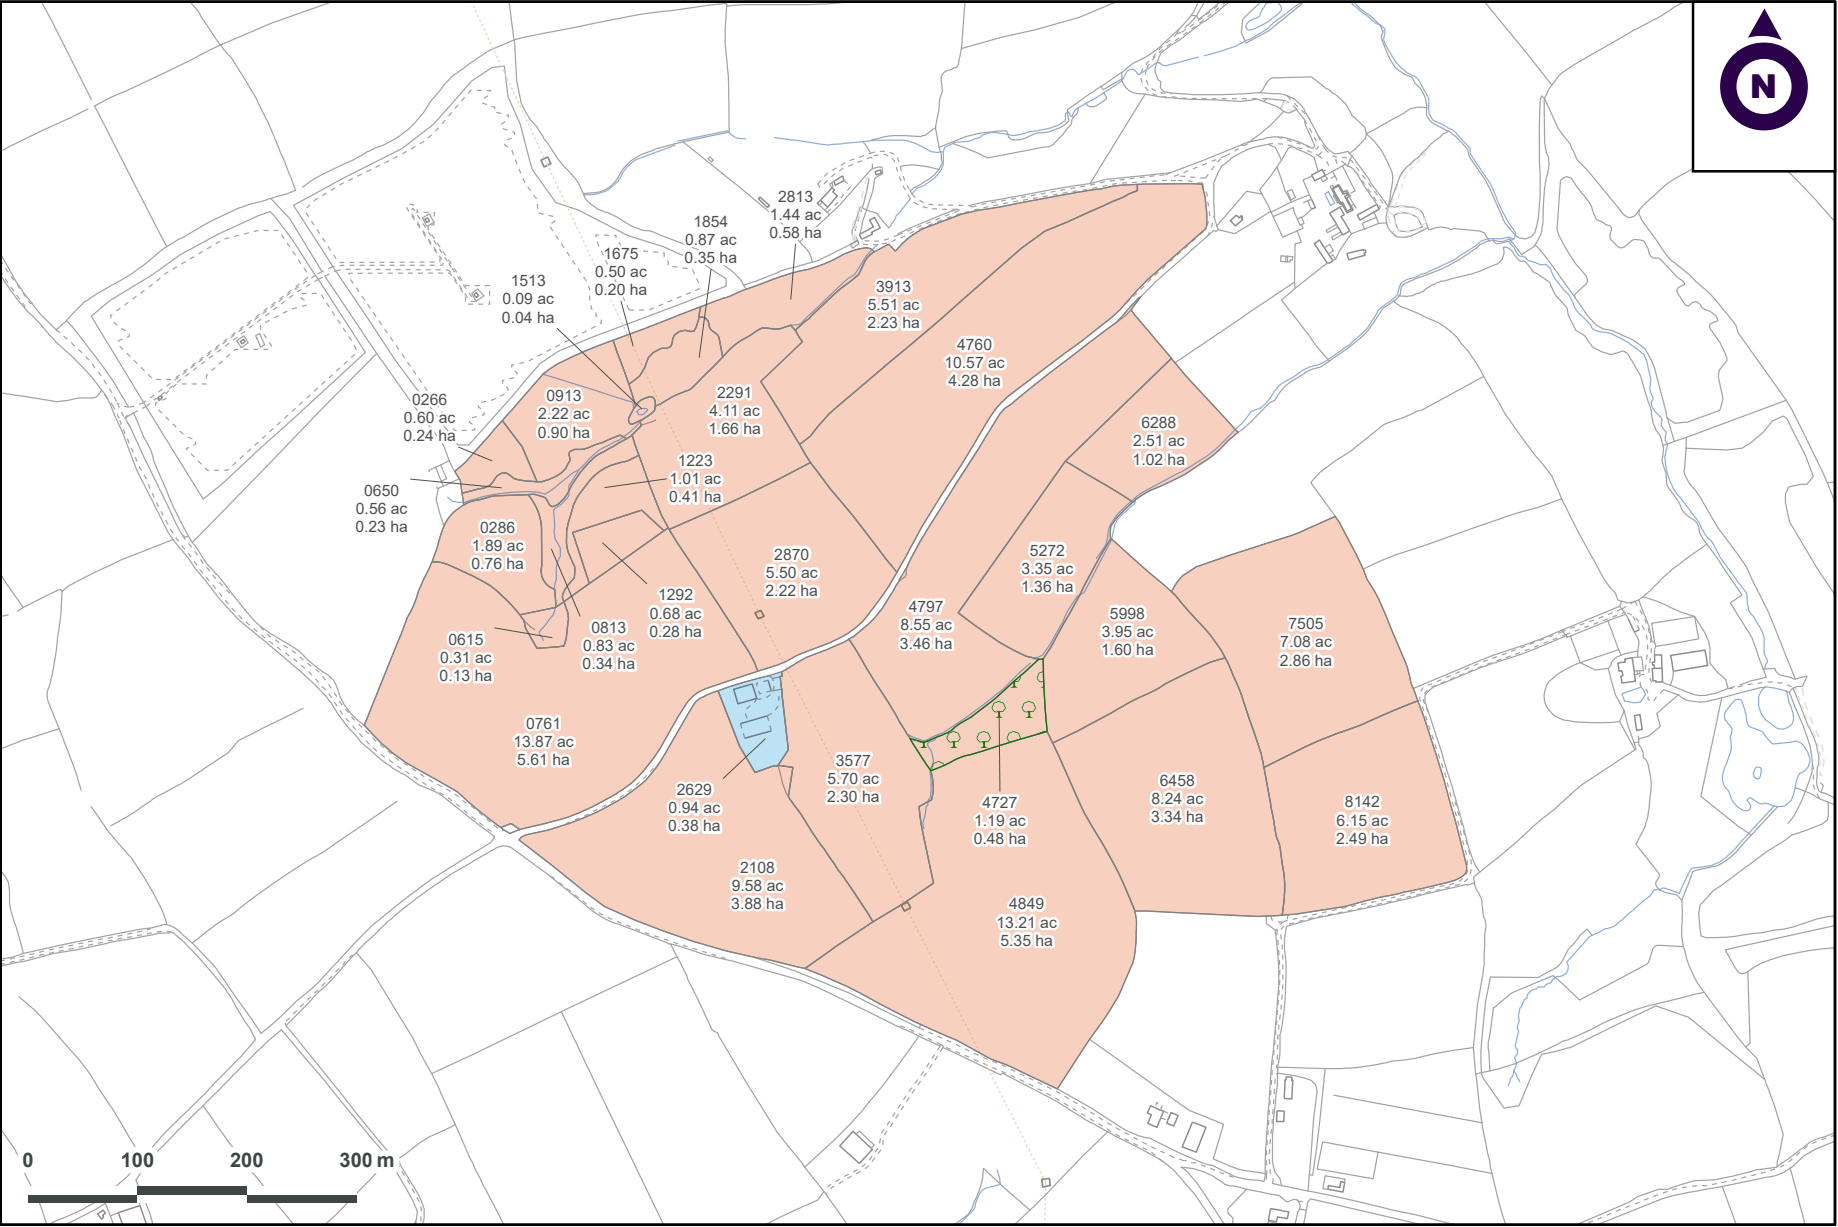 N
2813
1.44 ac
0.58 ha
1854
0.87 ac
0.35 ha
1675
0.50 ac
0.20 ha
1513
0.09 ac
0.04 ha
3913
5.51 ac
2.23 ha
4760
10.57 ac
4.28 ha
0266
0.60 ac
0.24 ha
0913
2.22 ac
0.90 ha
2291
4.11 ac
1.66 ha
6288
2.51 ac
1.02 ha
1223
1.01 ac
0.41 ha
0650
0.56 ac
0.23 ha
0286
1.89 ac
0.76 ha
2870
5.50 ac
2.22 ha
5272
3.35 ac
1.36 ha
1292
0.68 ac
0.28 ha
4797
8.55 ac
3.46 ha
5998
3.95 ac
1.60 ha
7505
7.08 ac
2.86 ha
0615
0.31 ac
0.13 ha
0813
0.83 ac
0.34 ha
0761
13.87 ac
5.61 ha
3577
5.70 ac
2.30 ha
2629
0.94 ac
0.38 ha
4727
1.19 ac
0.48 ha
6458
8.24 ac
3.34 ha
8142
6.15 ac
2.49 ha
2108
9.58 ac
3.88 ha
4849
13.21 ac
5.35 ha
0 100 200 300 m